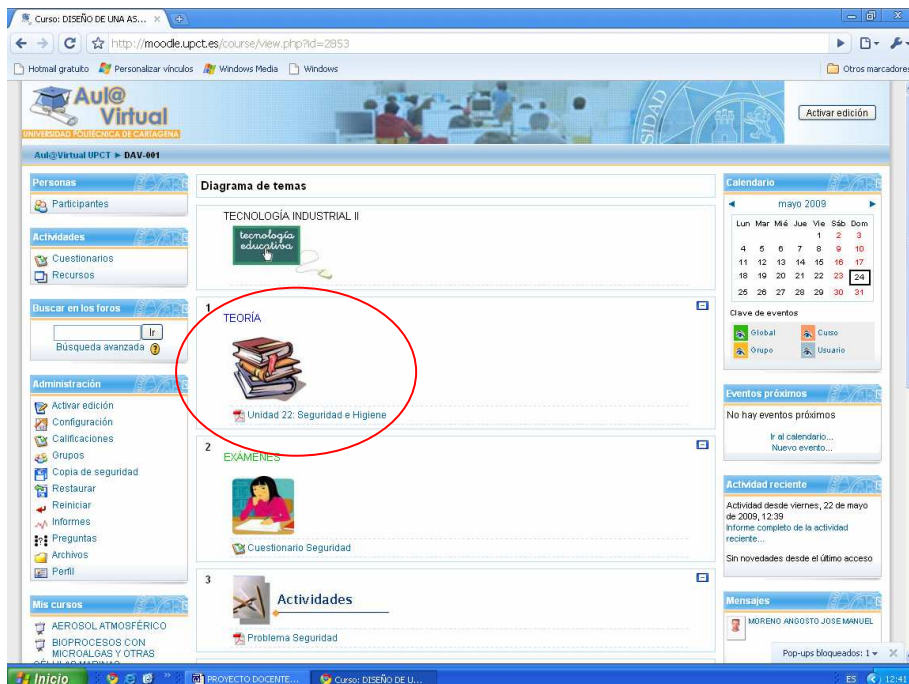 Curso: DISEÑO DE UNA AS...
http://moodle.upct.es/course/view.php?id=2853
Hotmail gratuito
Personalizar vínculos
Windows Media
Windows
Otros marcadores
Aul@
Virtual
UNIVERSIDAD POLITÉCNICA DE CARTAGENA
SIDAD
Activar edición
Aul@Virtual UPCT ► DAV-001
Personas
Participantes
Actividades
Cuestionarios
Recursos
Buscar en los foros
Ir
Búsqueda avanzada
Administración
Activar edición
Configuración
Calificaciones
Grupos
Copia de seguridad
Restaurar
Reiniciar
Informes
Preguntas
Archivos
Perfil
Mis cursos
AEROSOL ATMOSFÉRICO
BIOPROCESOS CON
MICROALGAS Y OTRAS
CÉLULAS MARINAS
Diagrama de temas
TECNOLOGÍA INDUSTRIAL II
tecnología
educativa
1
TEORÍA
Unidad 22: Seguridad e Higiene
2
EXÁMENES
Cuestionario Seguridad
3
Actividades
Problema Seguridad
Calendario
◄ mayo 2009 ►
Lun Mar Mié Jue Vie Sáb Dom
1 2 3
4 5 6 7 8 9 10
11 12 13 14 15 16 17
18 19 20 21 22 23 24
25 26 27 28 29 30 31
Clave de eventos
Global
Curso
Grupo
Usuario
Eventos próximos
No hay eventos próximos
Ir al calendario...
Nuevo evento...
Actividad reciente
Actividad desde viernes, 22 de mayo
de 2009, 12:39
Informe completo de la actividad
reciente...
Sin novedades desde el último acceso
Mensajes
MORENO ANGOSTO JOSE MANUEL
Pop-ups bloqueados: 1
Inicio
PROYECTO DOCENTE...
Curso: DISEÑO DE U...
ES
12:41